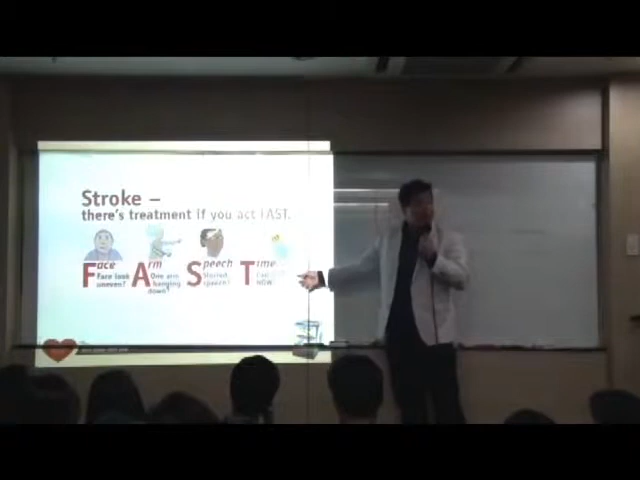 Stroke –
there's treatment if you act FAST.
Face Arm Speech Time
Face look uneven?
One arm hanging down?
Slurred speech?
NOW!